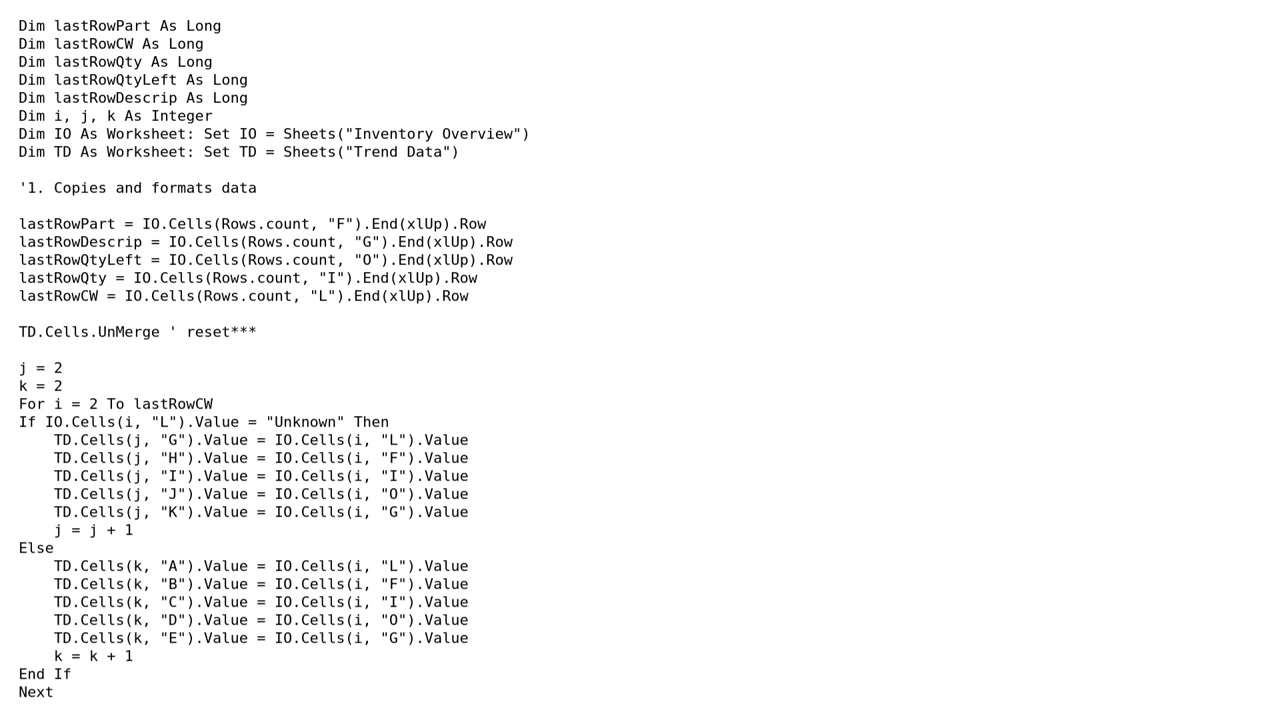 Dim lastRowPart As Long
Dim lastRowCW As Long
Dim lastRowQty As Long
Dim lastRowQtyLeft As Long
Dim lastRowDescrip As Long
Dim i, j, k As Integer
Dim IO As Worksheet: Set IO = Sheets("Inventory Overview")
Dim TD As Worksheet: Set TD = Sheets("Trend Data")

'1. Copies and formats data

lastRowPart = IO.Cells(Rows.count, "F").End(xlUp).Row
lastRowDescrip = IO.Cells(Rows.count, "G").End(xlUp).Row
lastRowQtyLeft = IO.Cells(Rows.count, "O").End(xlUp).Row
lastRowQty = IO.Cells(Rows.count, "I").End(xlUp).Row
lastRowCW = IO.Cells(Rows.count, "L").End(xlUp).Row

TD.Cells.UnMerge ' reset***

j = 2
k = 2
For i = 2 To lastRowCW
If IO.Cells(i, "L").Value = "Unknown" Then
    TD.Cells(j, "G").Value = IO.Cells(i, "L").Value
    TD.Cells(j, "H").Value = IO.Cells(i, "F").Value
    TD.Cells(j, "I").Value = IO.Cells(i, "I").Value
    TD.Cells(j, "J").Value = IO.Cells(i, "O").Value
    TD.Cells(j, "K").Value = IO.Cells(i, "G").Value
    j = j + 1
Else
    TD.Cells(k, "A").Value = IO.Cells(i, "L").Value
    TD.Cells(k, "B").Value = IO.Cells(i, "F").Value
    TD.Cells(k, "C").Value = IO.Cells(i, "I").Value
    TD.Cells(k, "D").Value = IO.Cells(i, "O").Value
    TD.Cells(k, "E").Value = IO.Cells(i, "G").Value
    k = k + 1
End If
Next